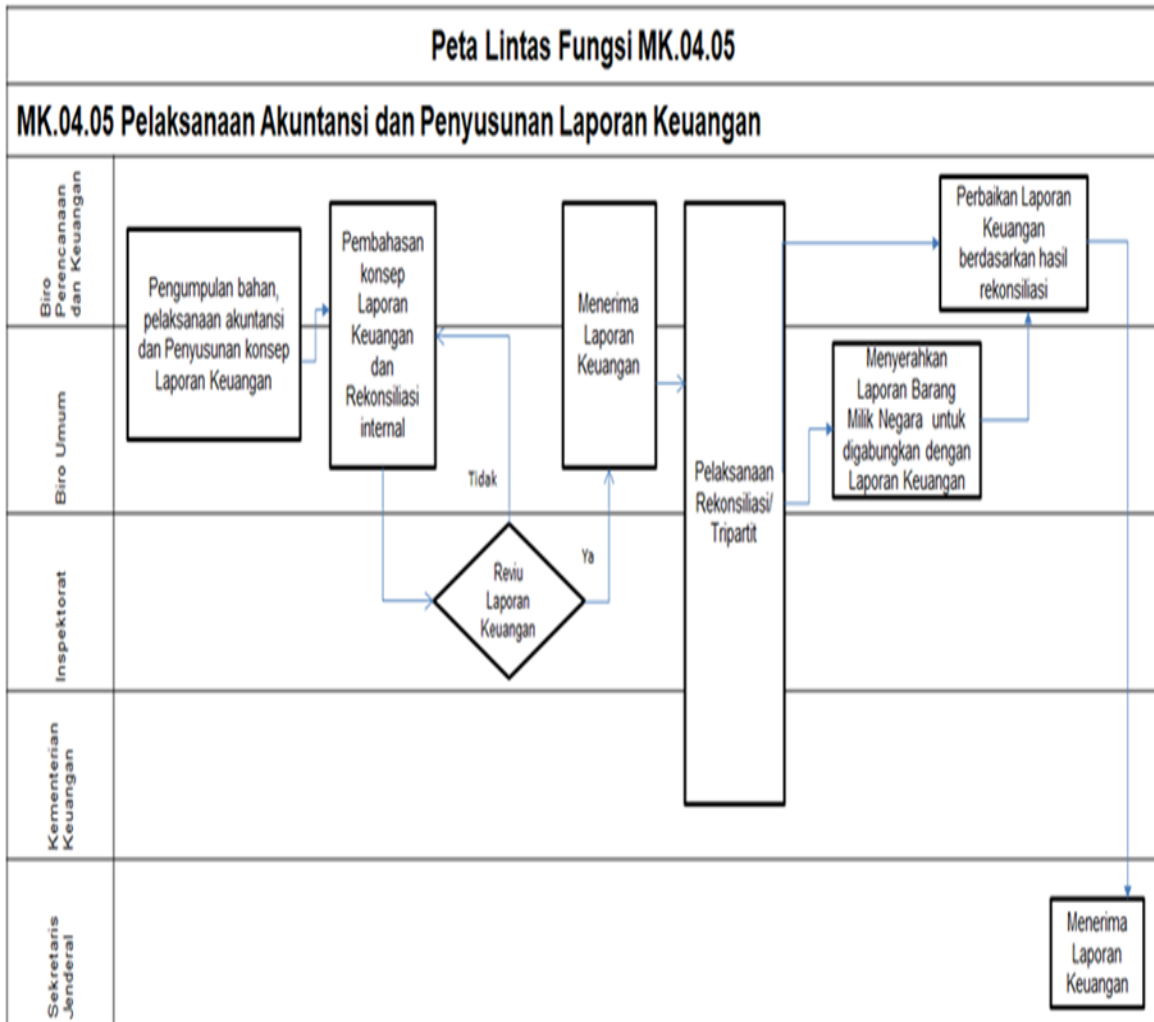 Peta Lintas Fungsi MK.04.05
MK.04.05 Pelaksanaan Akuntansi dan Penyusunan Laporan Keuangan
Biro
Perencanaan
dan Keuangan
Pengumpulan bahan,
pelaksanaan akuntansi
dan Penyusunan konsep
Laporan Keuangan
Pembahasan
konsep
Laporan
Keuangan
dan
Rekonsiliasi
internal
Menerima
Laporan
Keuangan
Pelaksanaan
Rekonsiliasi/
Tripartit
Perbaikan Laporan
Keuangan
berdasarkan hasil
rekonsiliasi
Biro Umum
Menyerahkan
Laporan Barang
Milik Negara untuk
digabungkan dengan
Laporan Keuangan
Tidak
Ya
Inspektorat
Reviu
Laporan
Keuangan
Kementerian
Keuangan
Sekretaris
Jenderal
Menerima
Laporan
Keuangan